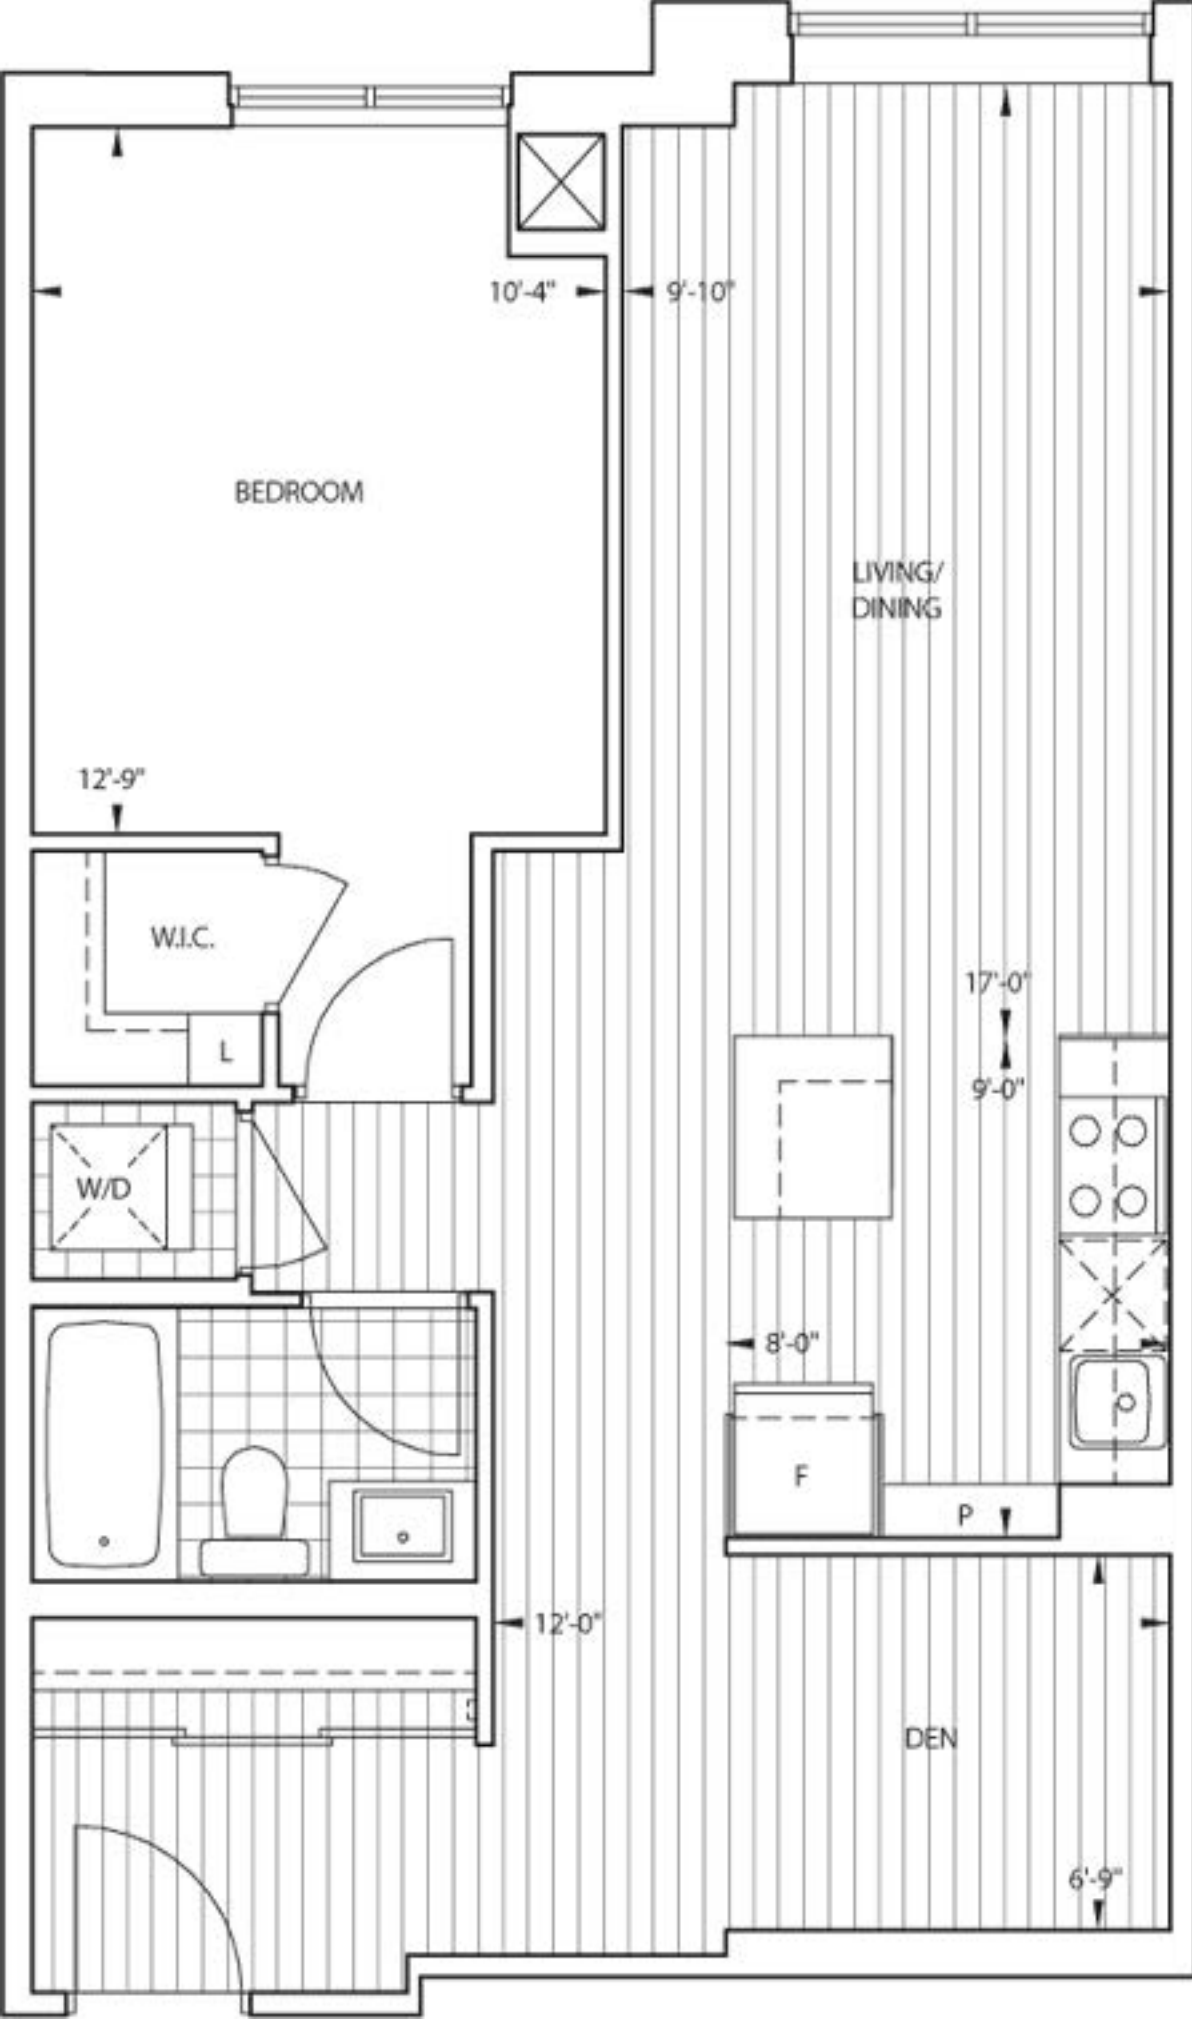 10'-4"
9'-10"
BEDROOM
LIVING/
DINING
12'-9"
W.I.C.
17'-0"
L
9'-0"
W/D
8'-0"
F
P
12'-0"
DEN
6'-9"